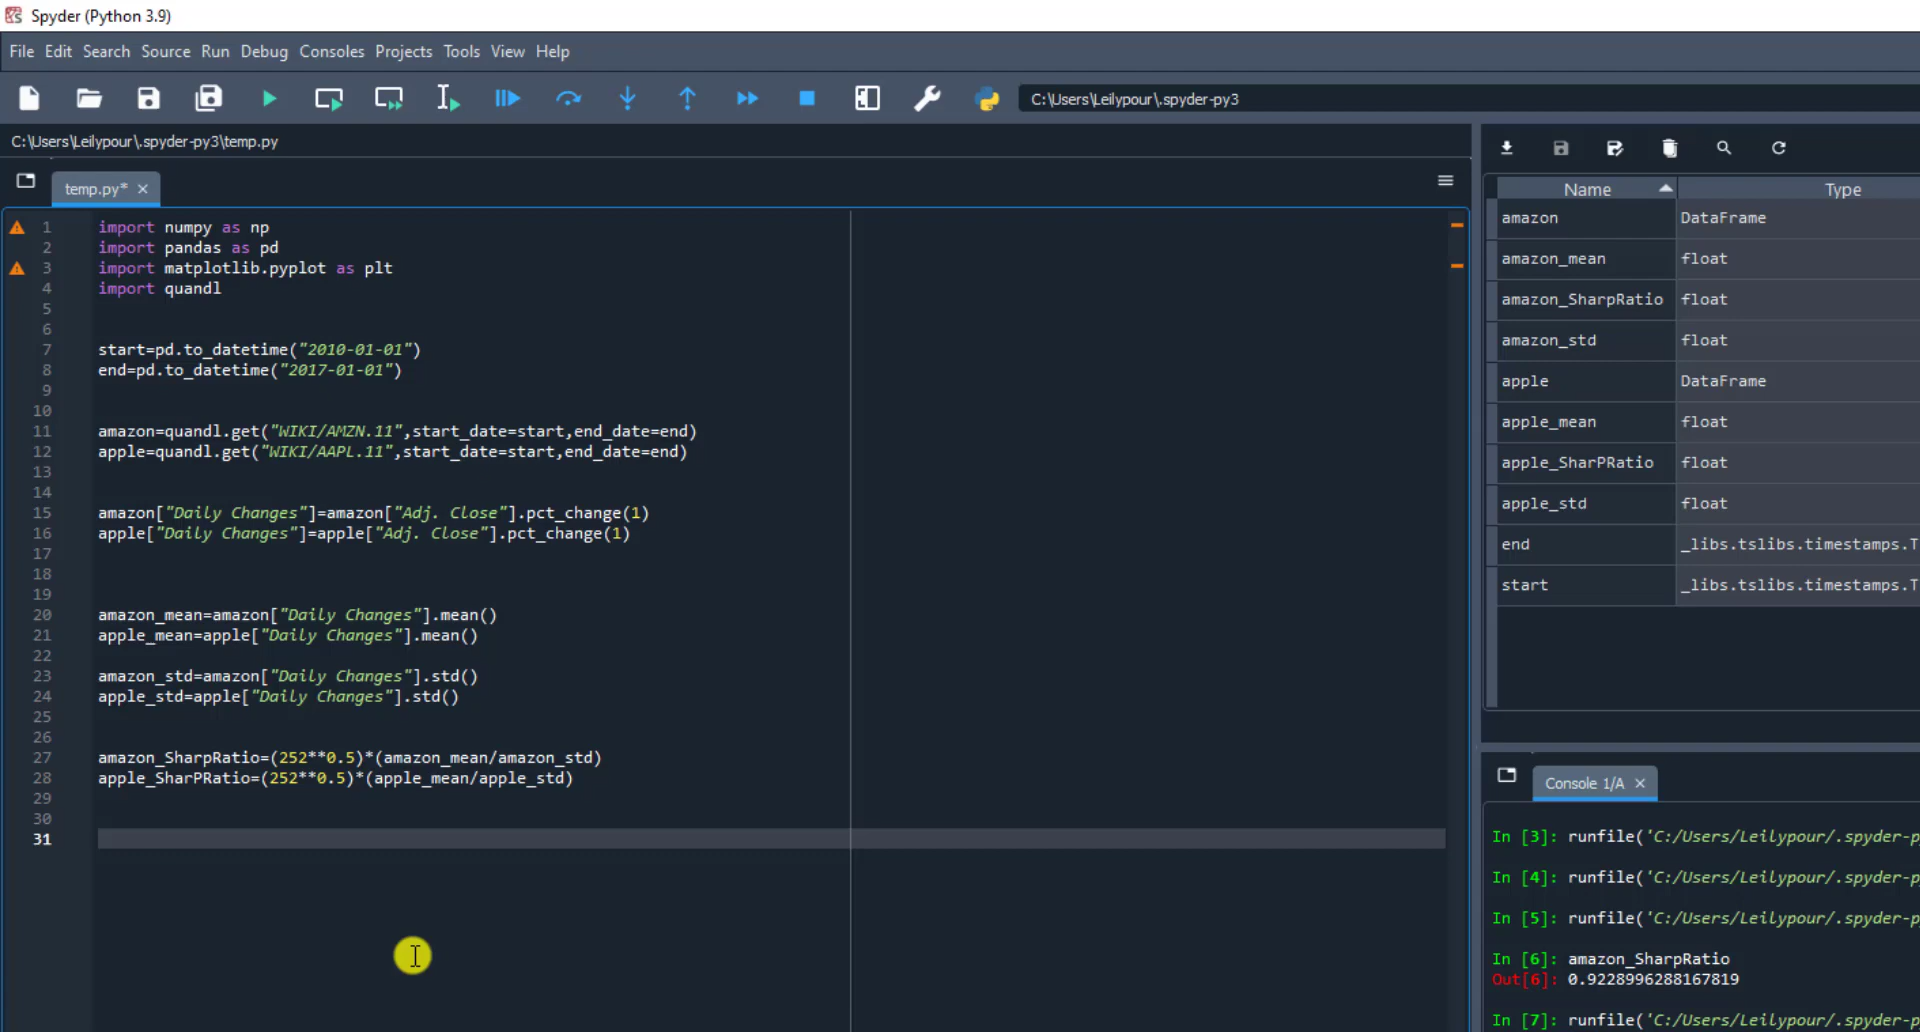 Spyder (Python 3.9)
File Edit Search Source Run Debug Consoles Projects Tools View Help
C:\Users\Leilypour\.spyder-py3
C:\Users\Leilypour\.spyder-py3\temp.py
temp.py*
1 import numpy as np
2 import pandas as pd
3 import matplotlib.pyplot as plt
4 import quandl
5
6
7 start=pd.to_datetime("2010-01-01")
8 end=pd.to_datetime("2017-01-01")
9
10
11 amazon=quandl.get("WIKI/AMZN.11",start_date=start,end_date=end)
12 apple=quandl.get("WIKI/AAPL.11",start_date=start,end_date=end)
13
14
15 amazon["Daily Changes"]=amazon["Adj. Close"].pct_change(1)
16 apple["Daily Changes"]=apple["Adj. Close"].pct_change(1)
17
18
19
20 amazon_mean=amazon["Daily Changes"].mean()
21 apple_mean=apple["Daily Changes"].mean()
22
23 amazon_std=amazon["Daily Changes"].std()
24 apple_std=apple["Daily Changes"].std()
25
26
27 amazon_SharpRatio=(252**0.5)*(amazon_mean/amazon_std)
28 apple_SharPRatio=(252**0.5)*(apple_mean/apple_std)
29
30
31
Name Type
amazon DataFrame
amazon_mean float
amazon_SharpRatio float
amazon_std float
apple DataFrame
apple_mean float
apple_SharPRatio float
apple_std float
end _libs.tslibs.timestamps.T
start _libs.tslibs.timestamps.T
Console 1/A
In [3]: runfile('C:/Users/Leilypour/.spyder-p
In [4]: runfile('C:/Users/Leilypour/.spyder-p
In [5]: runfile('C:/Users/Leilypour/.spyder-p
In [6]: amazon_SharpRatio
Out[6]: 0.9228996288167819
In [7]: runfile('C:/Users/Leilypour/.spyder-p